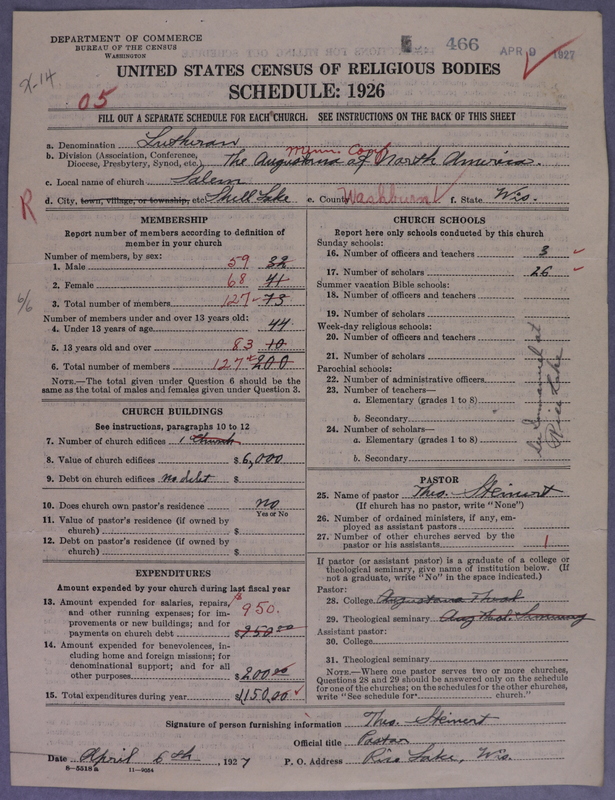 DEPARTMENT OF COMMERCE
BUREAU OF THE CENSUS
WASHINGTON
466
APR 9 1927
X-14
05
UNITED STATES CENSUS OF RELIGIOUS BODIES
SCHEDULE: 1926
FILL OUT A SEPARATE SCHEDULE FOR EACH CHURCH. SEE INSTRUCTIONS ON THE BACK OF THIS SHEET
a. Denomination Lutheran
Minn. Conf.
b. Division (Association, Conference, Diocese, Presbytery, Synod, etc.) The Augustana of North America.
c. Local name of church Salem
R
d. City, town, village, or township, etc. Shell Lake e. County Washburn f. State Wis.
MEMBERSHIP
Report number of members according to definition of
member in your church
Number of members, by sex:
1. Male 59 32
2. Female 68 41
3. Total number of members 127 73
6/6
Number of members under and over 13 years old:
4. Under 13 years of age 44
5. 13 years old and over 83 10
6. Total number of members 127 200
NOTE.—The total given under Question 6 should be
the same as the total of males and females given under Question 3.
CHURCH BUILDINGS
See instructions, paragraphs 10 to 12
7. Number of church edifices 1 Church
8. Value of church edifices $6,000
9. Debt on church edifices no debt $
10. Does church own pastor's residence? no
Yes or No
11. Value of pastor's residence (if owned by
church) $
12. Debt on pastor's residence (if owned by
church) $
EXPENDITURES
Amount expended by your church during last fiscal year
13. Amount expended for salaries, repairs,
and other running expenses; for improvements or new buildings; and for
payments on church debt $ 950. $950.00
14. Amount expended for benevolences, including home and foreign missions; for
denominational support; and for all
other purposes $200.00
15. Total expenditures during year $1150.00
CHURCH SCHOOLS
Report here only schools conducted by this church
Sunday schools:
16. Number of officers and teachers 3
17. Number of scholars 26
Summer vacation Bible schools:
18. Number of officers and teachers
19. Number of scholars
Week-day religious schools:
20. Number of officers and teachers
21. Number of scholars
Parochial schools:
22. Number of administrative officers
23. Number of teachers—
a. Elementary (grades 1 to 8)
b. Secondary
24. Number of scholars—
a. Elementary (grades 1 to 8)
b. Secondary
See Immanuel at
Rice Lake
PASTOR
25. Name of pastor Theo. Steinert
(If church has no pastor, write "None")
26. Number of ordained ministers, if any, employed as assistant pastors
27. Number of other churches served by the
pastor or his assistants 1
If pastor (or assistant pastor) is a graduate of a college or
theological seminary, give name of institution below. (If
not a graduate, write "No" in the space indicated.)
Pastor:
28. College Augustana Theol
29. Theological seminary Aug Theol. Seminary
Assistant pastor:
30. College
31. Theological seminary
NOTE.—Where one pastor serves two or more churches,
Questions 28 and 29 should be answered only on the schedule
for one of the churches; on the schedules for the other churches,
write "See schedule for church."
Signature of person furnishing information Theo. Steinert
Official title Pastor
Date April 6th, 1927 P. O. Address Rice Lake, Wis.
8-5518a 11-9064